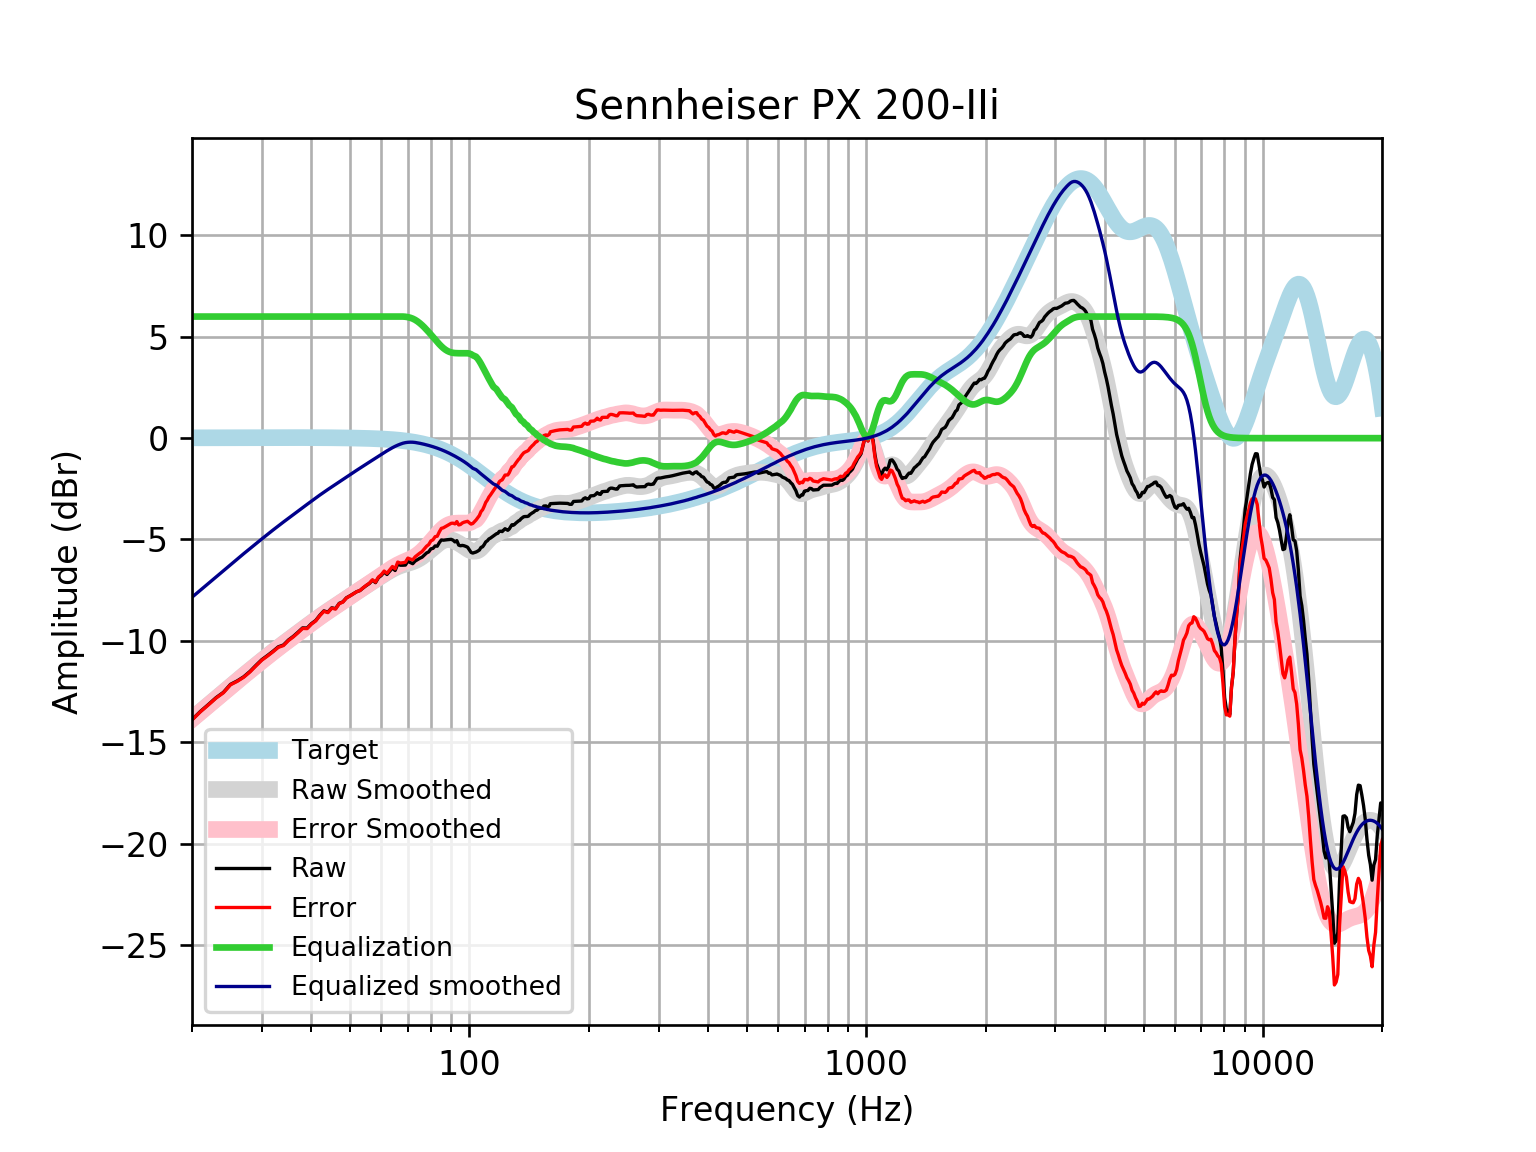 Sennheiser PX 200-IIi
Amplitude (dBr)
10
5
0
−5
−10
−15
−20
−25
Target
Raw Smoothed
Error Smoothed
Raw
Error
Equalization
Equalized smoothed
100
1000
10000
Frequency (Hz)